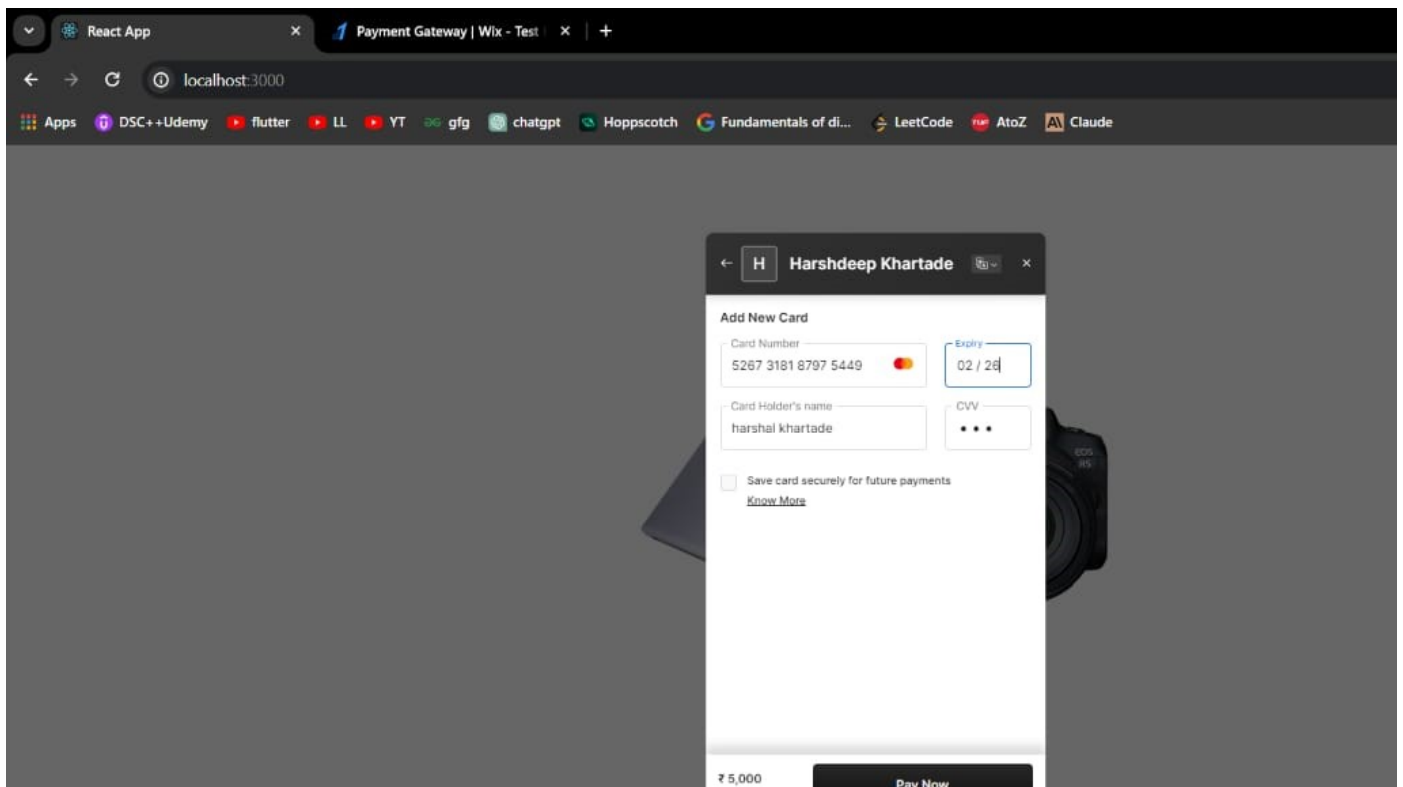 React App
Payment Gateway | Wix - Test
localhost:3000
Apps DSC++Udemy flutter LL YT gfg chatgpt Hoppscotch Fundamentals of di... LeetCode AtoZ Claude
H Harshdeep Khartade
Add New Card
Card Number Expiry
5267 3181 8797 5449 02 / 26
Card Holder's name CVV
harshal khartade
EOS
R5
Save card securely for future payments
Know More
₹ 5,000 Pay Now